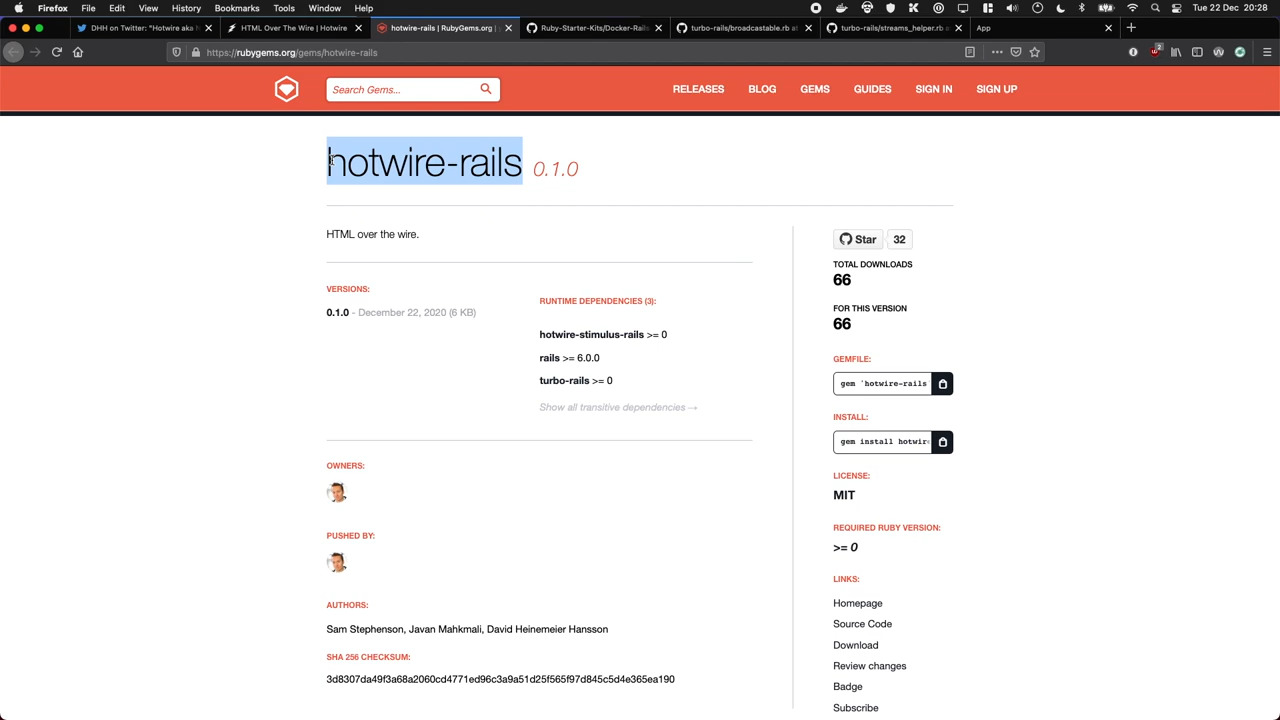 Firefox File Edit View History Bookmarks Tools Window Help Tue 22 Dec 20:28
DHH on Twitter: "Hotwire aka
HTML Over The Wire | Hotwire
hotwire-rails | RubyGems.org |
Ruby-Starter-Kits/Docker-Rails
turbo-rails/broadcastable.rb at
turbo-rails/streams_helper.rb at
App
https://rubygems.org/gems/hotwire-rails
Search Gems...
RELEASES BLOG GEMS GUIDES SIGN IN SIGN UP
hotwire-rails 0.1.0
HTML over the wire.
VERSIONS:
0.1.0 - December 22, 2020 (6 KB)
RUNTIME DEPENDENCIES (3):
hotwire-stimulus-rails >= 0
rails >= 6.0.0
turbo-rails >= 0
Show all transitive dependencies →
OWNERS:
PUSHED BY:
AUTHORS:
Sam Stephenson, Javan Mahkmali, David Heinemeier Hansson
SHA 256 CHECKSUM:
3d8307da49f3a68a2060cd4771ed96c3a9a51d25f565f97d845c5d4e365ea190
Star 32
TOTAL DOWNLOADS
66
FOR THIS VERSION
66
GEMFILE:
gem 'hotwire-rails
INSTALL:
gem install hotwir
LICENSE:
MIT
REQUIRED RUBY VERSION:
>= 0
LINKS:
Homepage
Source Code
Download
Review changes
Badge
Subscribe